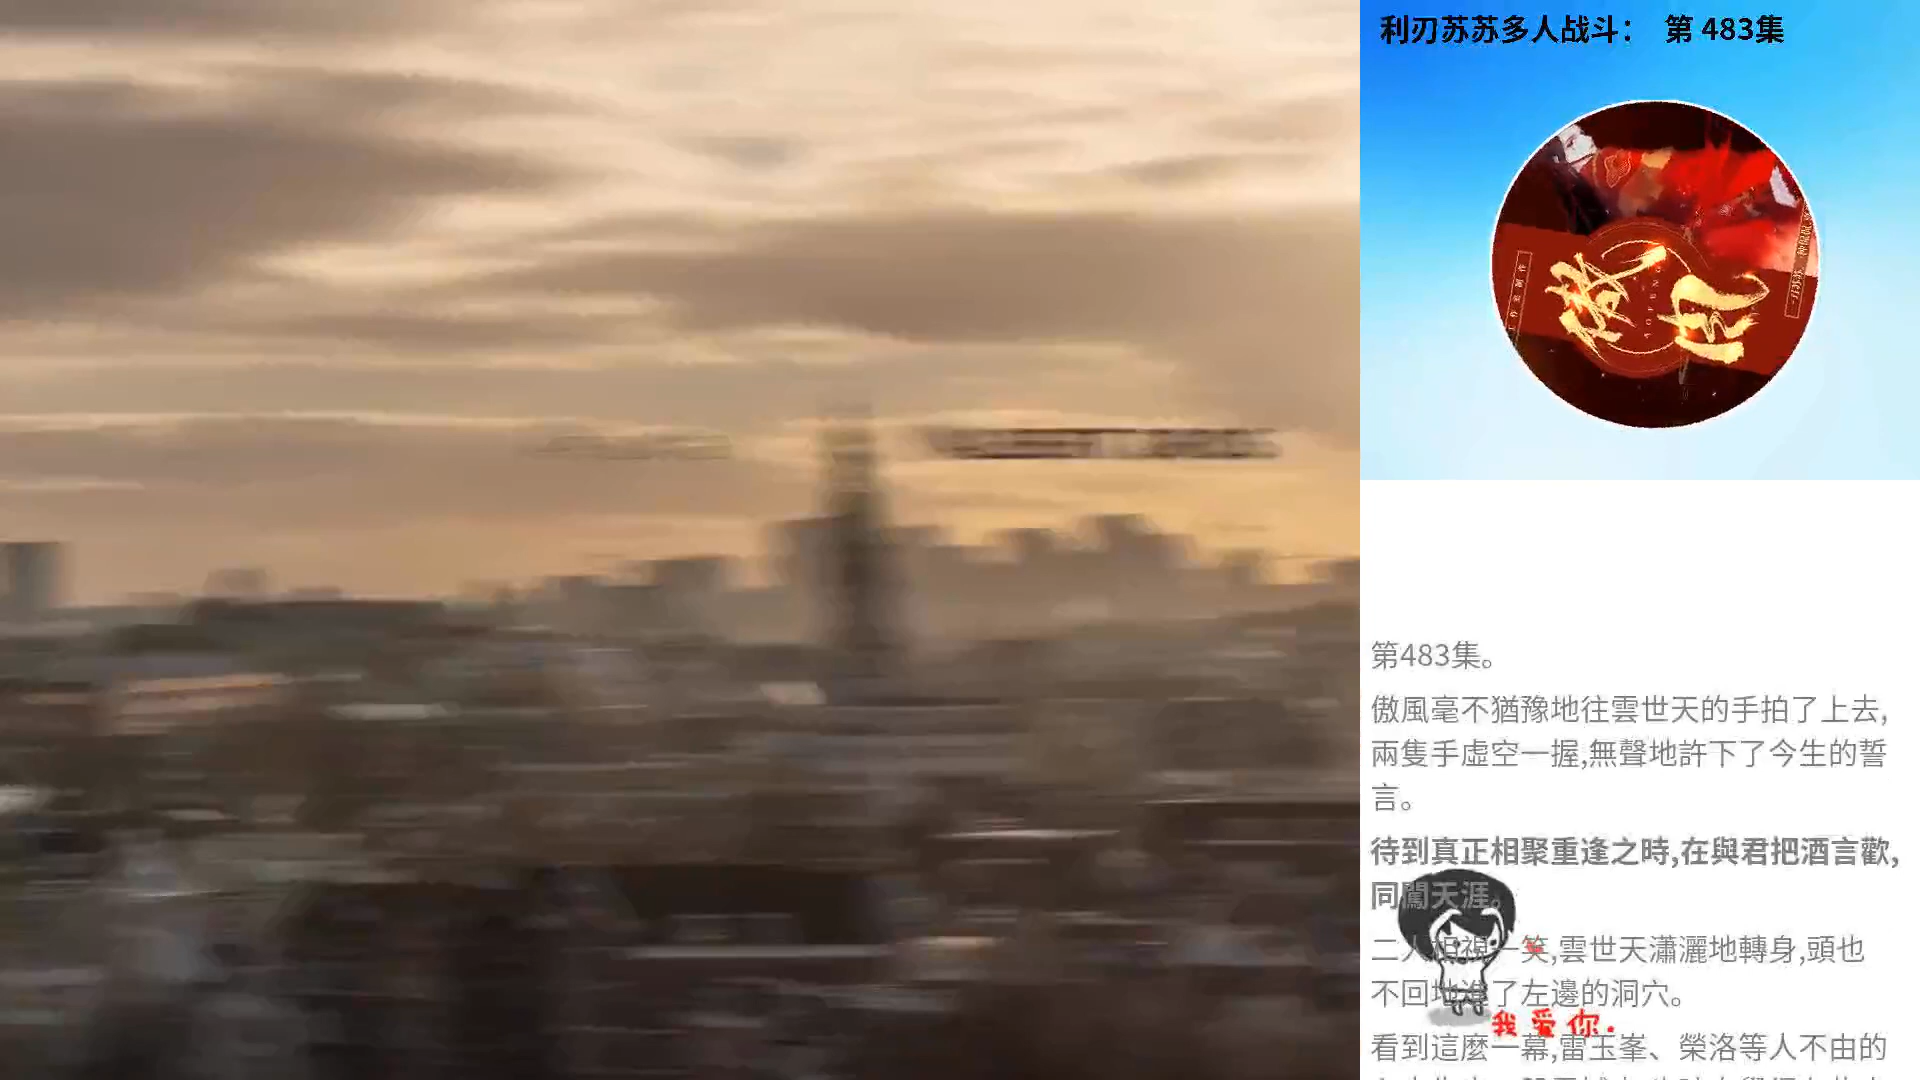 利刃苏苏多人战斗： 第 483集
傲风
第483集。
傲風毫不猶豫地往雲世天的手拍了上去,
兩隻手虛空一握,無聲地許下了今生的誓
言。
待到真正相聚重逢之時,在與君把酒言歡,
同闖天涯。
二人相視一笑,雲世天瀟灑地轉身,頭也
不回地進了左邊的洞穴。
我爱你.
看到這麼一幕,雷玉峯、榮洛等人不由的